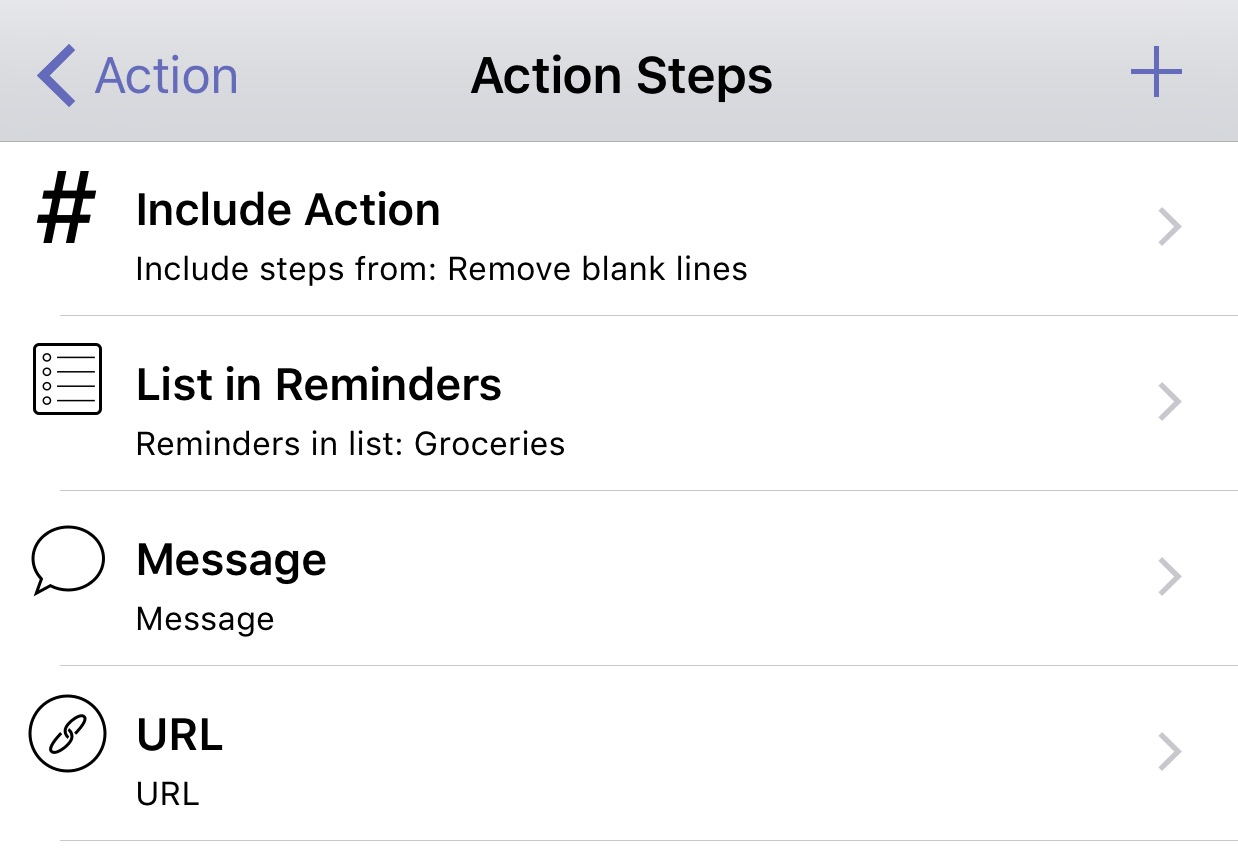 Action
Action Steps
+
# Include Action
Include steps from: Remove blank lines
List in Reminders
Reminders in list: Groceries
Message
Message
URL
URL